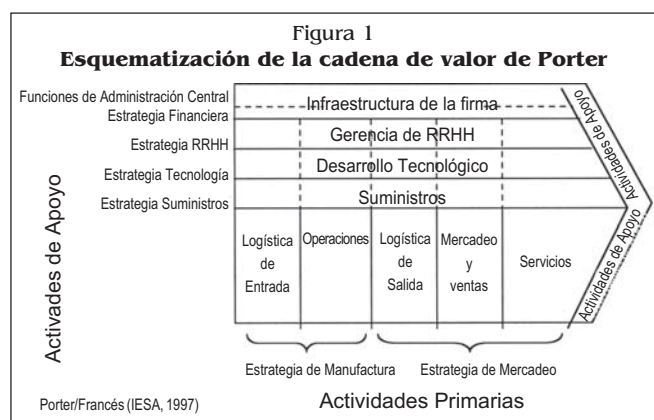 Figura 1
Esquematización de la cadena de valor de Porter
Funciones de Administración Central
Estrategia Financiera
Estrategia RRHH
Estrategia Tecnología
Estrategia Suministros
Activades de Apoyo
Infraestructura de la firma
Gerencia de RRHH
Desarrollo Tecnológico
Suministros
Logística
de
Entrada
Operaciones
Logística
de
Salida
Mercadeo
y
ventas
Servicios
Actividades de Apoyo
Actividades de Apoyo
Estrategia de Manufactura
Estrategia de Mercadeo
Porter/Francés (IESA, 1997)
Actividades Primarias